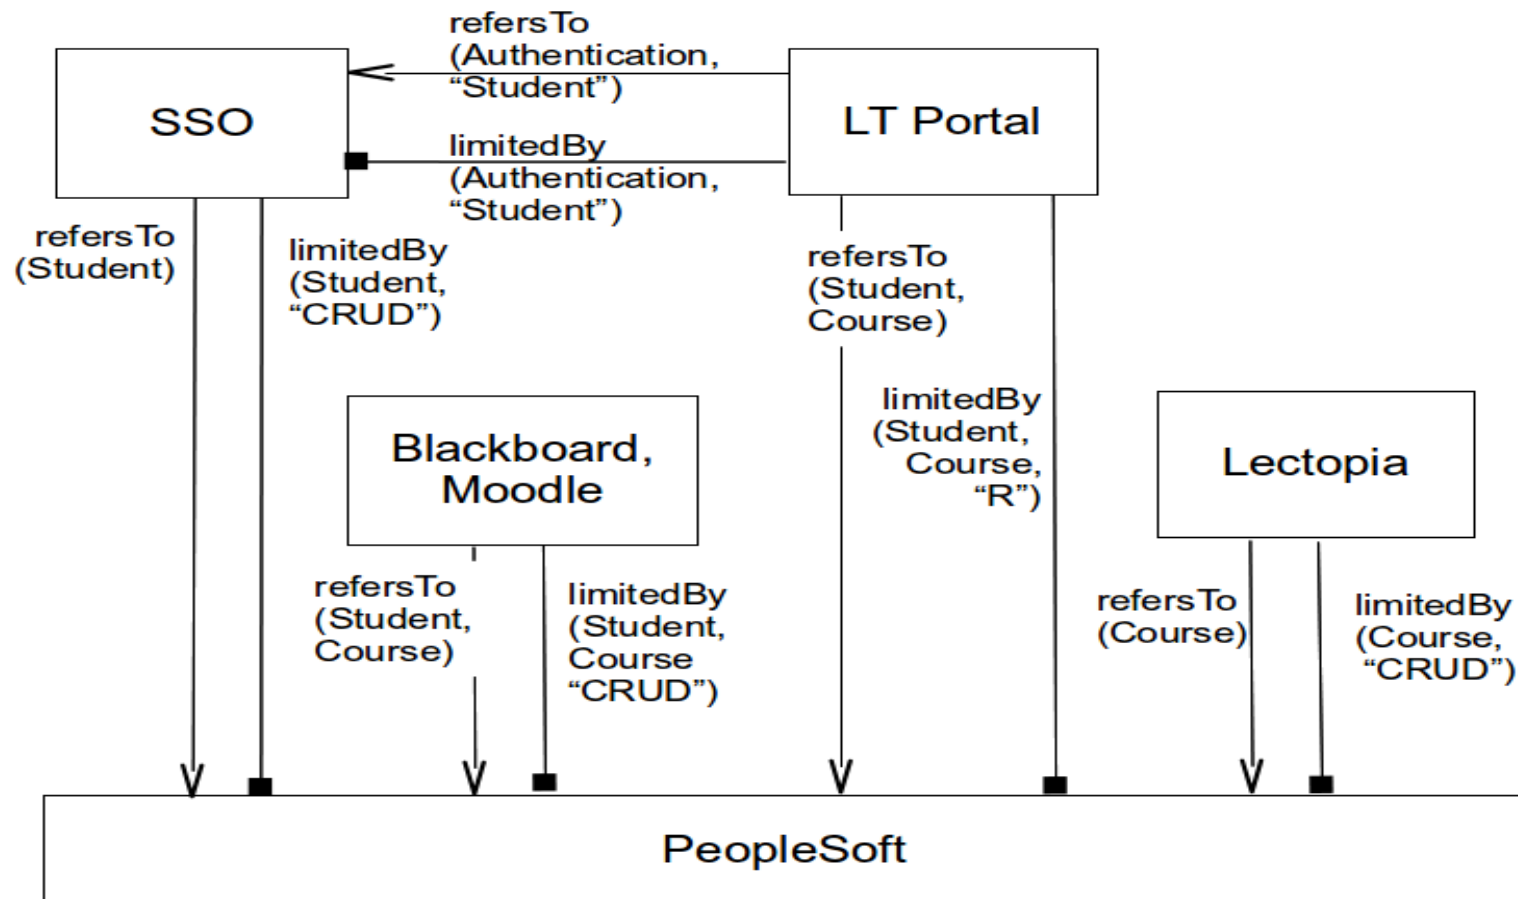 refersTo
(Authentication,
“Student”)
SSO
LT Portal
limitedBy
(Authentication,
“Student”)
refersTo
(Student)
limitedBy
(Student,
“CRUD”)
refersTo
(Student,
Course)
limitedBy
(Student,
Course,
“R”)
Blackboard,
Moodle
Lectopia
refersTo
(Student,
Course)
limitedBy
(Student,
Course
“CRUD”)
refersTo
(Course)
limitedBy
(Course,
“CRUD”)
PeopleSoft